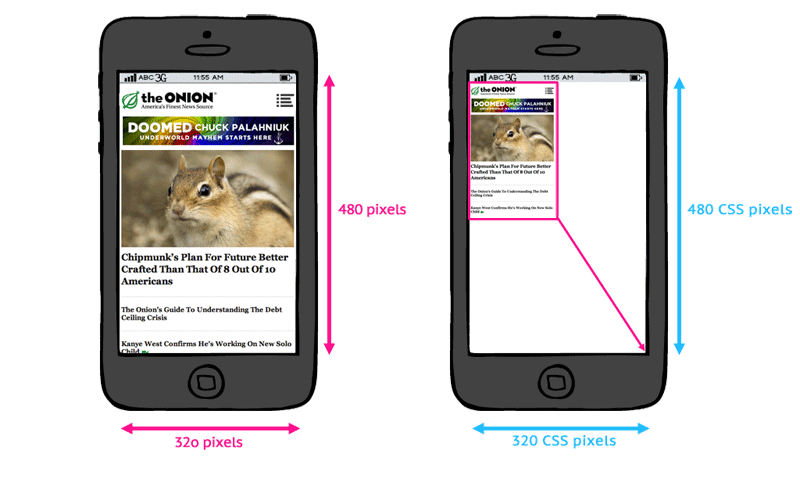 ABC 3G 11:55 AM
the ONION®
America's Finest News Source
DOOMED CHUCK PALAHNIUK
UNDERWORLD MAYHEM STARTS HERE
Chipmunk's Plan For Future Better
Crafted Than That Of 8 Out Of 10
Americans
The Onion's Guide To Understanding The Debt
Ceiling Crisis
Kanye West Confirms He's Working On New Solo
Child
480 pixels
32o pixels
ABC 3G 11:55 AM
the ONION®
America's Finest News Source
DOOMED CHUCK PALAHNIUK
UNDERWORLD MAYHEM STARTS HERE
Chipmunk's Plan For Future Better
Crafted Than That Of 8 Out Of 10
Americans
The Onion's Guide To Understanding The Debt
Ceiling Crisis
Kanye West Confirms He's Working On New Solo
Child
480 CSS pixels
320 CSS pixels